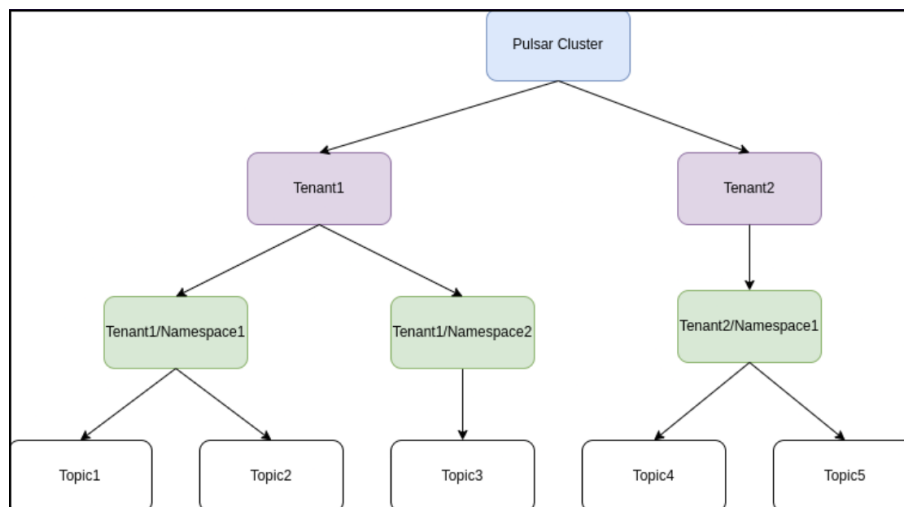 Pulsar Cluster
Tenant1
Tenant2
Tenant1/Namespace1
Tenant1/Namespace2
Tenant2/Namespace1
Topic1
Topic2
Topic3
Topic4
Topic5